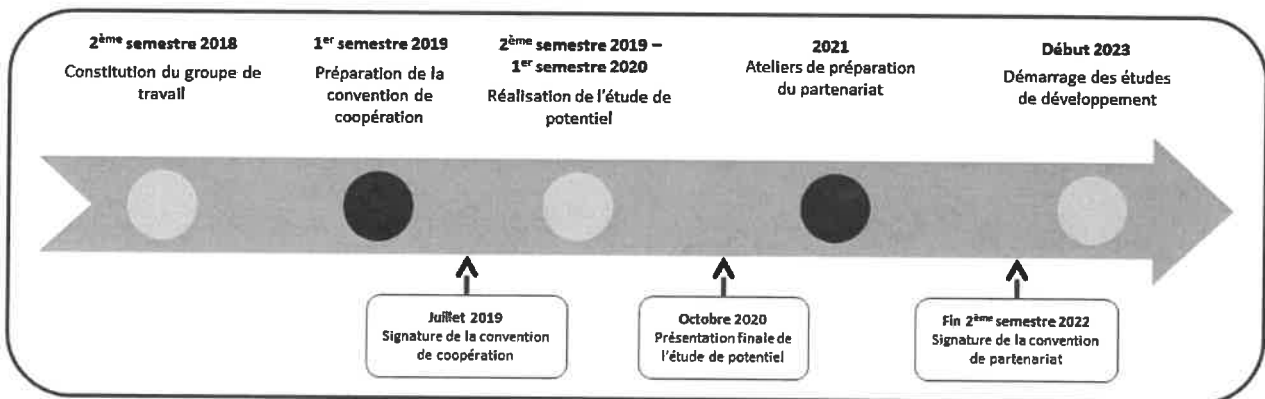 2ème semestre 2018
Constitution du groupe de
travail
1er semestre 2019
Préparation de la
convention de
coopération
2ème semestre 2019 –
1er semestre 2020
Réalisation de l'étude de
potentiel
2021
Ateliers de préparation
du partenariat
Début 2023
Démarrage des études
de développement
Juillet 2019
Signature de la convention
de coopération
Octobre 2020
Présentation finale de
l'étude de potentiel
Fin 2ème semestre 2022
Signature de la convention
de partenariat